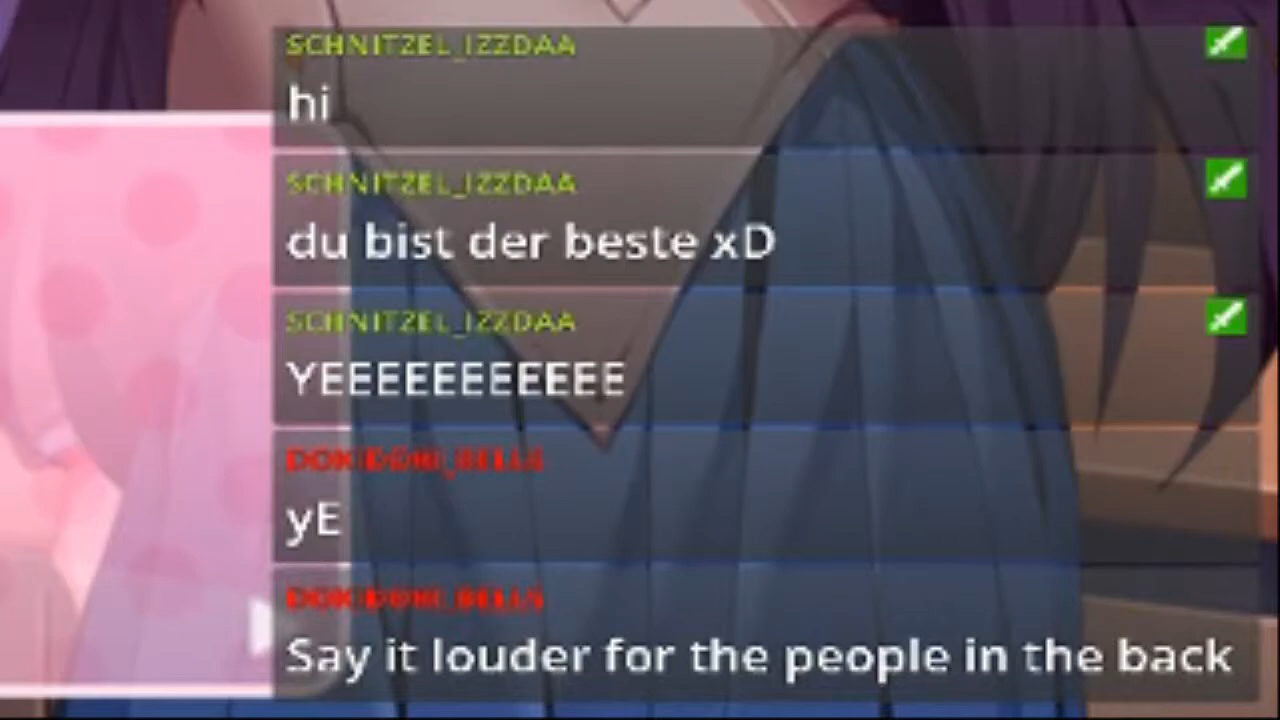 SCHNITZEL_IZZDAA
hi
SCHNITZEL_IZZDAA
du bist der beste xD
SCHNITZEL_IZZDAA
YEEEEEEEEEEEE
yE
Say it louder for the people in the back